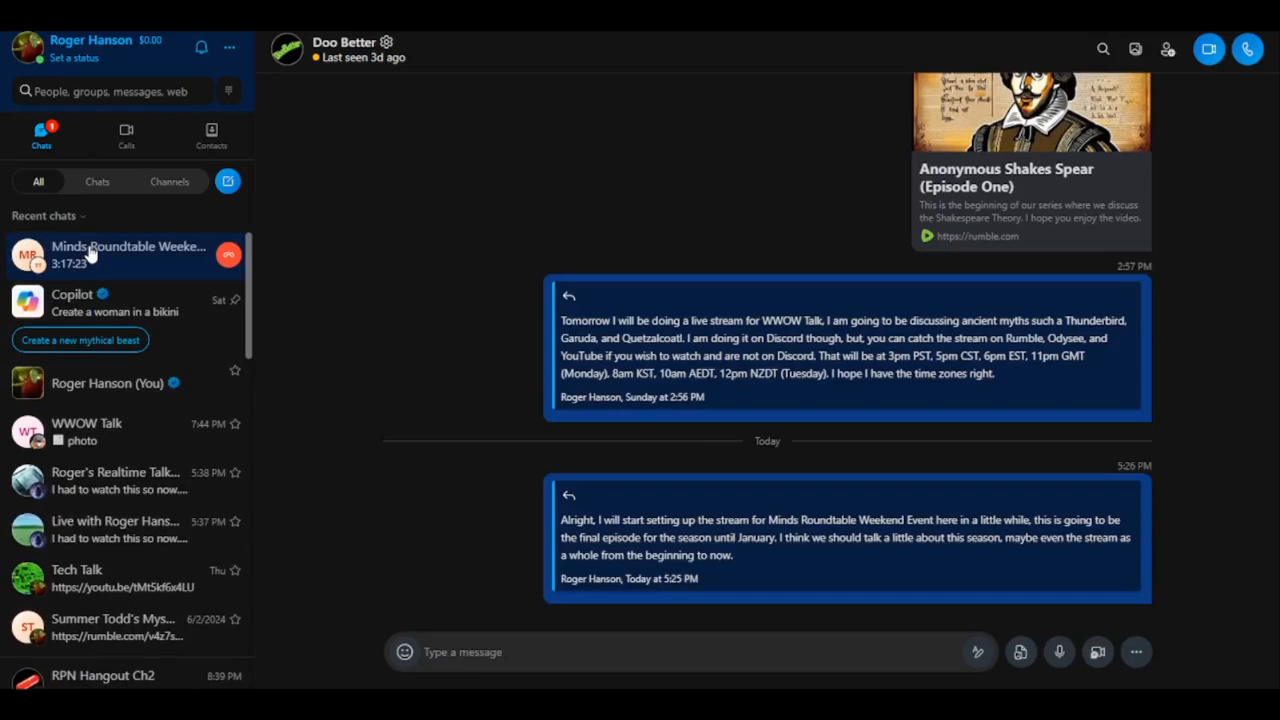 Roger Hanson $0.00
Set a status
People, groups, messages, web
1
Chats
Calls
Contacts
All
Chats
Channels
Recent chats
MR
TT
Minds Roundtable Weeke...
3:17:23
Copilot
Sat
Create a woman in a bikini
Create a new mythical beast
Roger Hanson (You)
WT
WWOW Talk
7:44 PM
photo
Roger's Realtime Talk...
5:38 PM
I had to watch this so now....
Live with Roger Hans...
5:37 PM
I had to watch this so now....
Tech Talk
Thu
https://youtu.be/tMt5kf6x4LU
ST
Summer Todd's Mys...
6/2/2024
https://rumble.com/v4z7s...
RPN Hangout Ch2
8:39 PM
Doo Better
Last seen 3d ago
Anonymous Shakes Spear
(Episode One)
This is the beginning of our series where we discuss
the Shakespeare Theory. I hope you enjoy the video.
https://rumble.com
2:57 PM
Tomorrow I will be doing a live stream for WWOW Talk, I am going to be discussing ancient myths such a Thunderbird,
Garuda, and Quetzalcoatl. I am doing it on Discord though, but, you can catch the stream on Rumble, Odysee, and
YouTube if you wish to watch and are not on Discord. That will be at 3pm PST, 5pm CST, 6pm EST, 11pm GMT
(Monday). 8am KST, 10am AEDT, 12pm NZDT (Tuesday). I hope I have the time zones right.
Roger Hanson, Sunday at 2:56 PM
Today
5:26 PM
Alright, I will start setting up the stream for Minds Roundtable Weekend Event here in a little while, this is going to be
the final episode for the season until January. I think we should talk a little about this season, maybe even the stream as
a whole from the beginning to now.
Roger Hanson, Today at 5:25 PM
Type a message